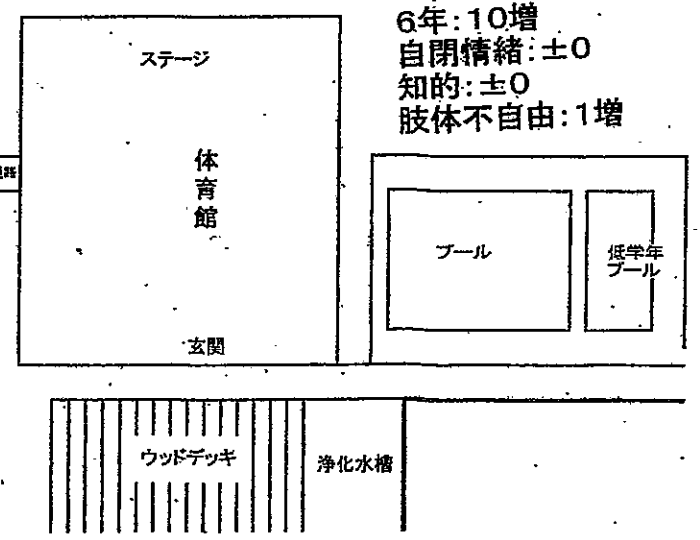 6年:10増
自閉情緒:±0
知的:±0
肢体不自由:1増
ステージ
体育館
玄関
プール
低学年
プール
ウッドデッキ
浄化水槽